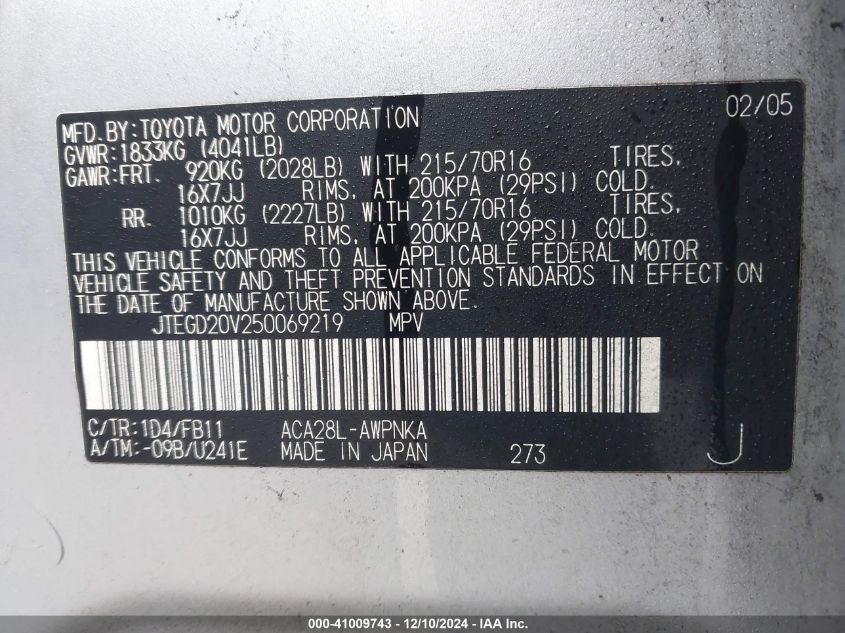 02/05
MFD.BY:TOYOTA MOTOR CORPORATION
GVWR:1833KG (4041LB)
GAWR:FRT. 920KG (2028LB) WITH 215/70R16 TIRES,
16X7JJ RIMS, AT 200KPA (29PSI) COLD.
RR. 1010KG (2227LB) WITH 215/70R16 TIRES,
16X7JJ RIMS, AT 200KPA (29PSI) COLD.
THIS VEHICLE CONFORMS TO ALL APPLICABLE FEDERAL MOTOR
VEHICLE SAFETY AND THEFT PREVENTION STANDARDS IN EFFECT ON
THE DATE OF MANUFACTURE SHOWN ABOVE.
JTEGD20V250069219 MPV
C/TR:1D4/FB11 ACA28L-AWPNKA
A/TM:-09B/U241E MADE IN JAPAN 273 J
000-41009743 - 12/10/2024 - IAA Inc.